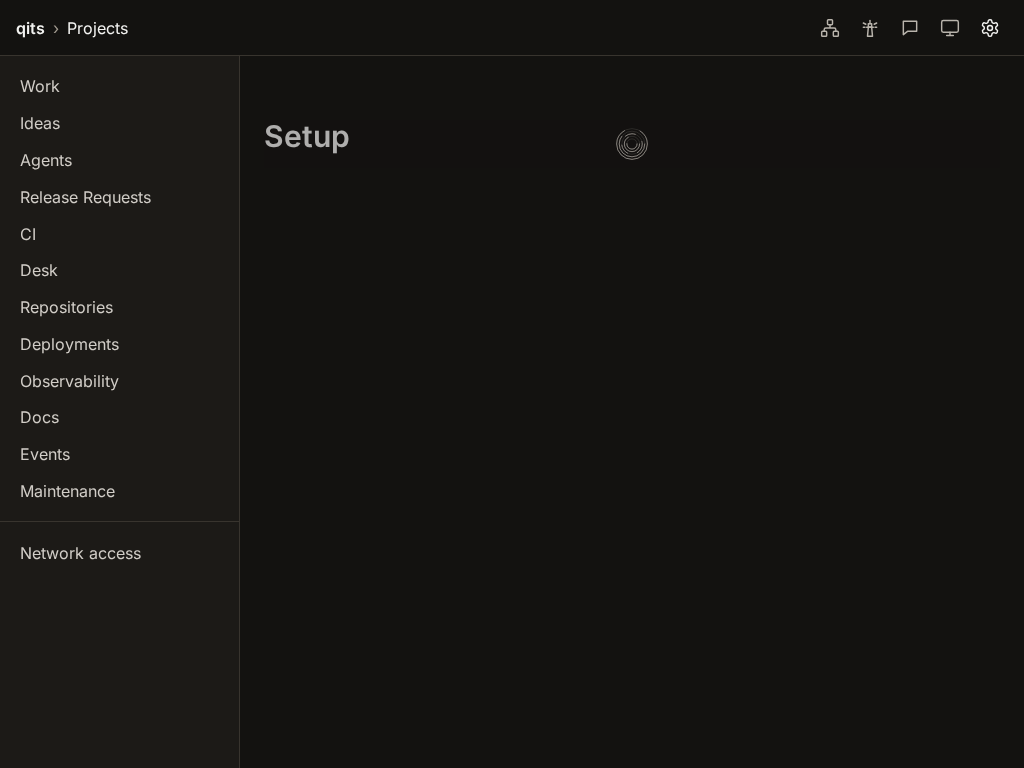 qits › Projects
Work
Ideas
Agents
Release Requests
CI
Desk
Repositories
Deployments
Observability
Docs
Events
Maintenance
Network access
Setup